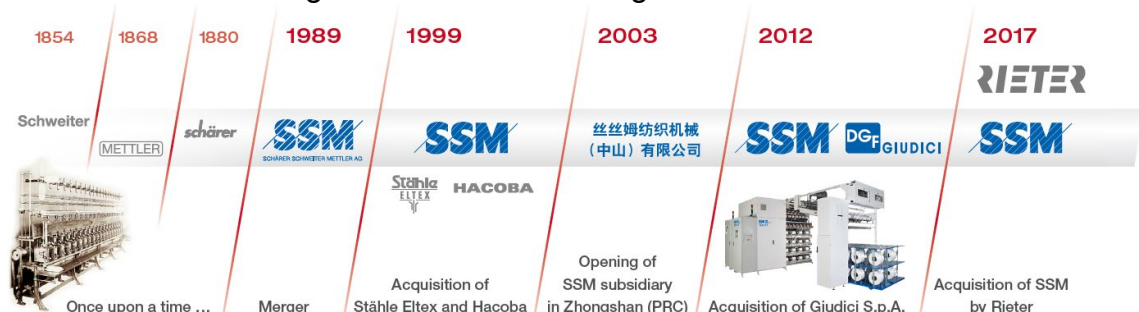 1854
1868
1880
1989
1999
2003
2012
2017
RIETER
Schweiter
METTLER
schärer
SSM
SCHÄRER SCHWEITER METTLER AG
SSM
丝丝姆纺织机械
（中山）有限公司
SSM
DGF GIUDICI
SSM
Stähle
ELTEX
HACOBA
Once upon a time ...
Merger
Acquisition of
Stähle Eltex and Hacoba
Opening of
SSM subsidiary
in Zhongshan (PRC)
Acquisition of Giudici S.p.A.
Acquisition of SSM
by Rieter